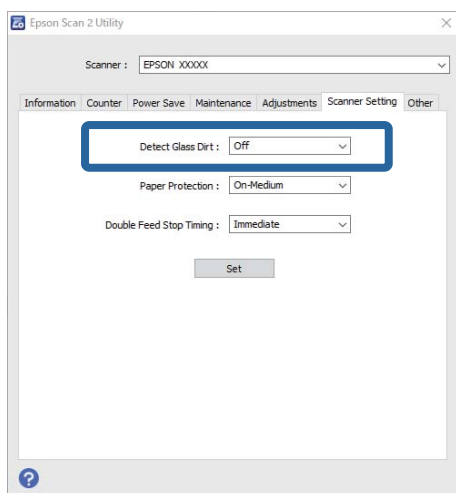 Epson Scan 2 Utility
Scanner : EPSON XXXXX
Information Counter Power Save Maintenance Adjustments Scanner Setting Other
Detect Glass Dirt : Off
Paper Protection : On-Medium
Double Feed Stop Timing : Immediate
Set